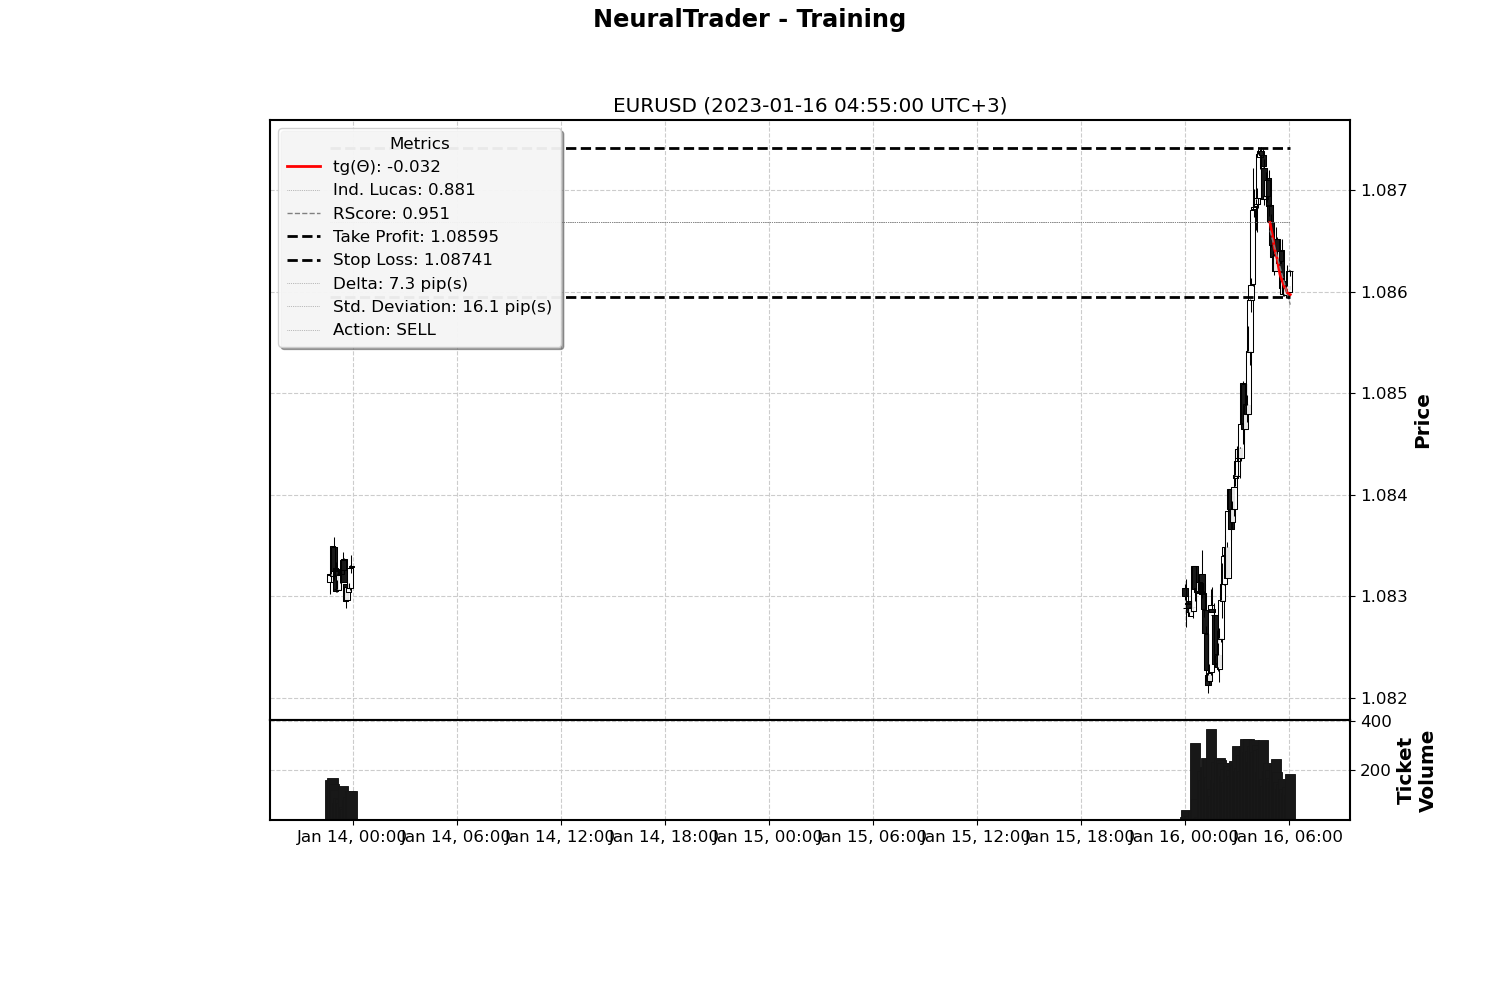 NeuralTrader - Training
EURUSD (2023-01-16 04:55:00 UTC+3)
Metrics
tg(Θ): -0.032
Ind. Lucas: 0.881
RScore: 0.951
Take Profit: 1.08595
Stop Loss: 1.08741
Delta: 7.3 pip(s)
Std. Deviation: 16.1 pip(s)
Action: SELL
1.087
1.086
1.085
1.084
1.083
1.082
Price
400
200
Ticket
Volume
Jan 14, 00:00
Jan 14, 06:00
Jan 14, 12:00
Jan 14, 18:00
Jan 15, 00:00
Jan 15, 06:00
Jan 15, 12:00
Jan 15, 18:00
Jan 16, 00:00
Jan 16, 06:00